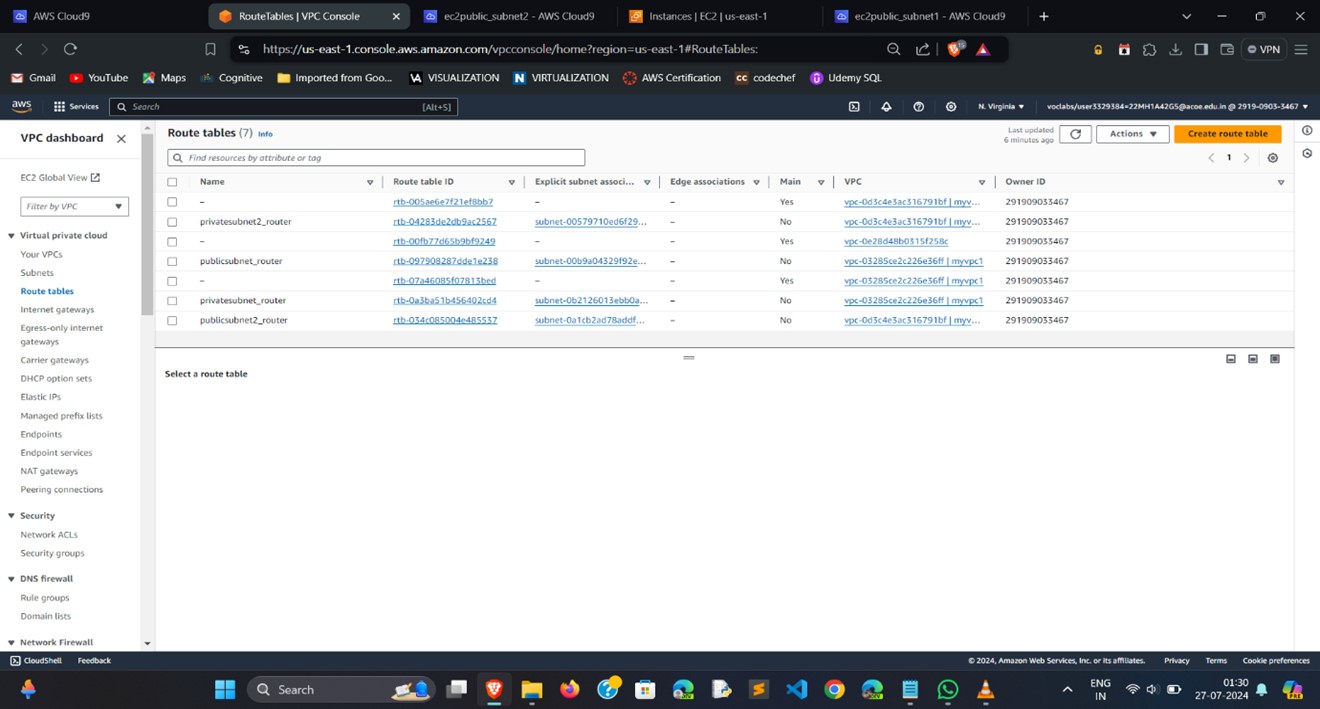 AWS Cloud9
RouteTables | VPC Console
ec2public_subnet2 - AWS Cloud9
Instances | EC2 | us-east-1
ec2public_subnet1 - AWS Cloud9
https://us-east-1.console.aws.amazon.com/vpcconsole/home?region=us-east-1#RouteTables:
VPN
Gmail YouTube Maps Cognitive Imported from Goo... VISUALIZATION VIRTUALIZATION AWS Certification codechef Udemy SQL
aws Services Search [Alt+S] N. Virginia voclabs/user3329384=22MH1A42G5@acoe.edu.in @ 2919-0903-3467
VPC dashboard
EC2 Global View
Filter by VPC
Virtual private cloud
Your VPCs
Subnets
Route tables
Internet gateways
Egress-only internet
gateways
Carrier gateways
DHCP option sets
Elastic IPs
Managed prefix lists
Endpoints
Endpoint services
NAT gateways
Peering connections
Security
Network ACLs
Security groups
DNS firewall
Rule groups
Domain lists
Network Firewall
Route tables (7) Info
Last updated
6 minutes ago
Actions
Create route table
Find resources by attribute or tag
1
Name Route table ID Explicit subnet associ... Edge associations Main VPC Owner ID
– rtb-005ae6e7f21ef8bb7 – – Yes vpc-0d3c4e3ac316791bf | myv... 291909033467
privatesubnet2_router rtb-04283de2db9ac2567 subnet-00579710ed6f29... – No vpc-0d3c4e3ac316791bf | myv... 291909033467
– rtb-00fb77d65b9bf9249 – – Yes vpc-0e28d48b0315f258c 291909033467
publicsubnet_router rtb-097908287dde1e238 subnet-00b9a04329f92e... – No vpc-03285ce2c226e36ff | myvpc1 291909033467
– rtb-07a46085f07813bed – – Yes vpc-03285ce2c226e36ff | myvpc1 291909033467
privatesubnet_router rtb-0a3ba51b456402cd4 subnet-0b2126013ebb0a... – No vpc-03285ce2c226e36ff | myvpc1 291909033467
publicsubnet2_router rtb-034c085004e485537 subnet-0a1cb2ad78addf... – No vpc-0d3c4e3ac316791bf | myv... 291909033467
Select a route table
CloudShell Feedback © 2024, Amazon Web Services, Inc. or its affiliates. Privacy Terms Cookie preferences
Search
ENG
IN
01:30
27-07-2024